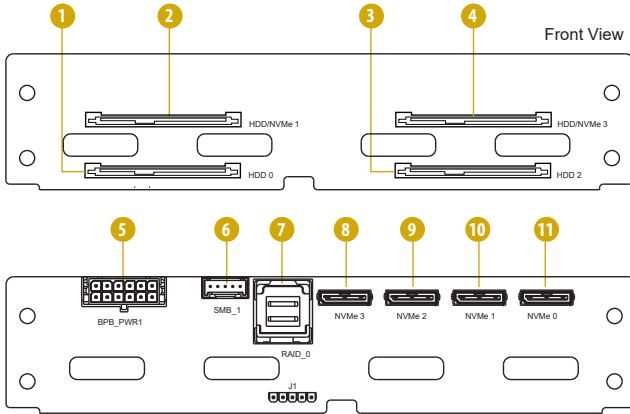 1 2 3 4
Front View
HDD/NVMe 1 HDD/NVMe 3
HDD 0 HDD 2
5 6 7 8 9 10 11
BPB_PWR1 SMB_1 NVMe 3 NVMe 2 NVMe 1 NVMe 0
RAID_0
J1